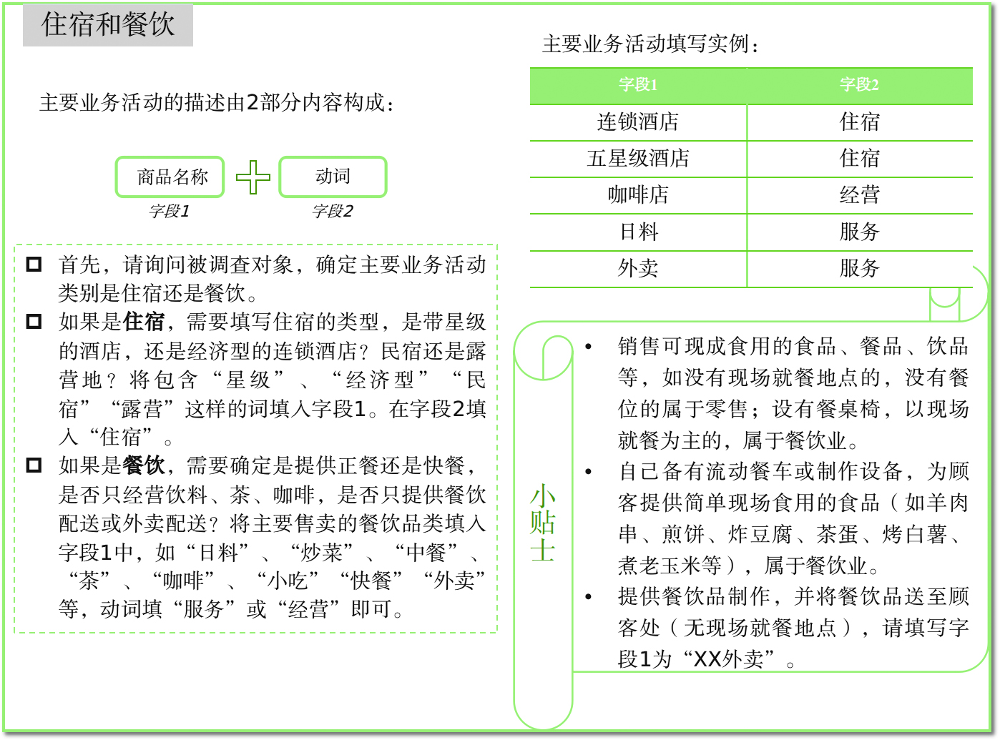 住宿和餐饮
主要业务活动的描述由2部分内容构成：
商品名称
动词
字段1
字段2
首先，请询问被调查对象，确定主要业务活动
类别是住宿还是餐饮。
如果是住宿，需要填写住宿的类型，是带星级
的酒店，还是经济型的连锁酒店？民宿还是露
营地？将包含“星级”、“经济型”“民
宿”“露营”这样的词填入字段1。在字段2填
入“住宿”。
如果是餐饮，需要确定是提供正餐还是快餐，
是否只经营饮料、茶、咖啡，是否只提供餐饮
配送或外卖配送？将主要售卖的餐饮品类填入
字段1中，如“日料”、“炒菜”、“中餐”、
“茶”、“咖啡”、“小吃”“快餐”“外卖”
等，动词填“服务”或“经营”即可。
主要业务活动填写实例：
字段1 字段2
连锁酒店 住宿
五星级酒店 住宿
咖啡店 经营
日料 服务
外卖 服务
小
贴
士
• 销售可现成食用的食品、餐品、饮品
等，如没有现场就餐地点的，没有餐
位的属于零售；设有餐桌椅，以现场
就餐为主的，属于餐饮业。
• 自己备有流动餐车或制作设备，为顾
客提供简单现场食用的食品（如羊肉
串、煎饼、炸豆腐、茶蛋、烤白薯、
煮老玉米等），属于餐饮业。
• 提供餐饮品制作，并将餐饮品送至顾
客处（无现场就餐地点），请填写字
段1为“XX外卖”。